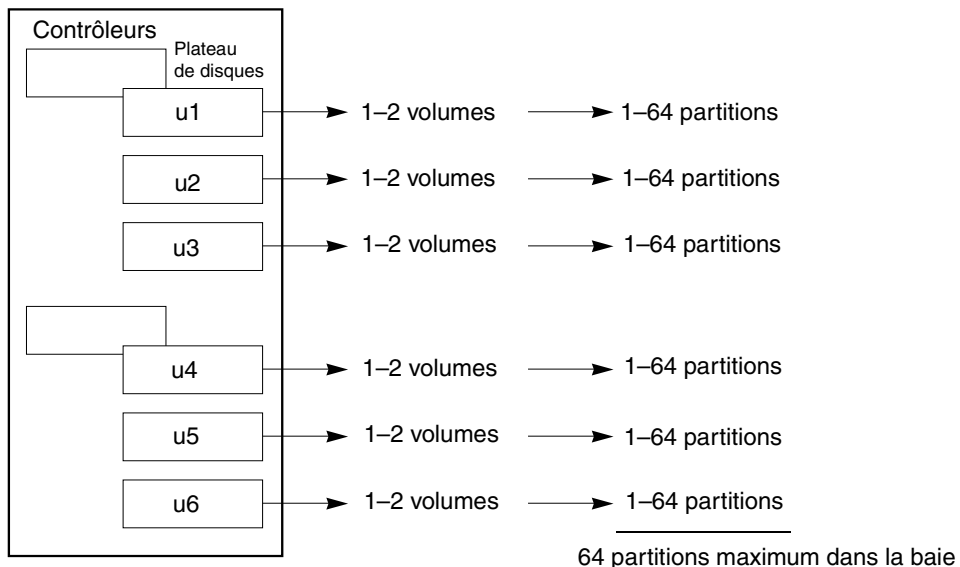 Contrôleurs
Plateau
de disques
u1 1–2 volumes 1–64 partitions
u2 1–2 volumes 1–64 partitions
u3 1–2 volumes 1–64 partitions
u4 1–2 volumes 1–64 partitions
u5 1–2 volumes 1–64 partitions
u6 1–2 volumes 1–64 partitions
64 partitions maximum dans la baie